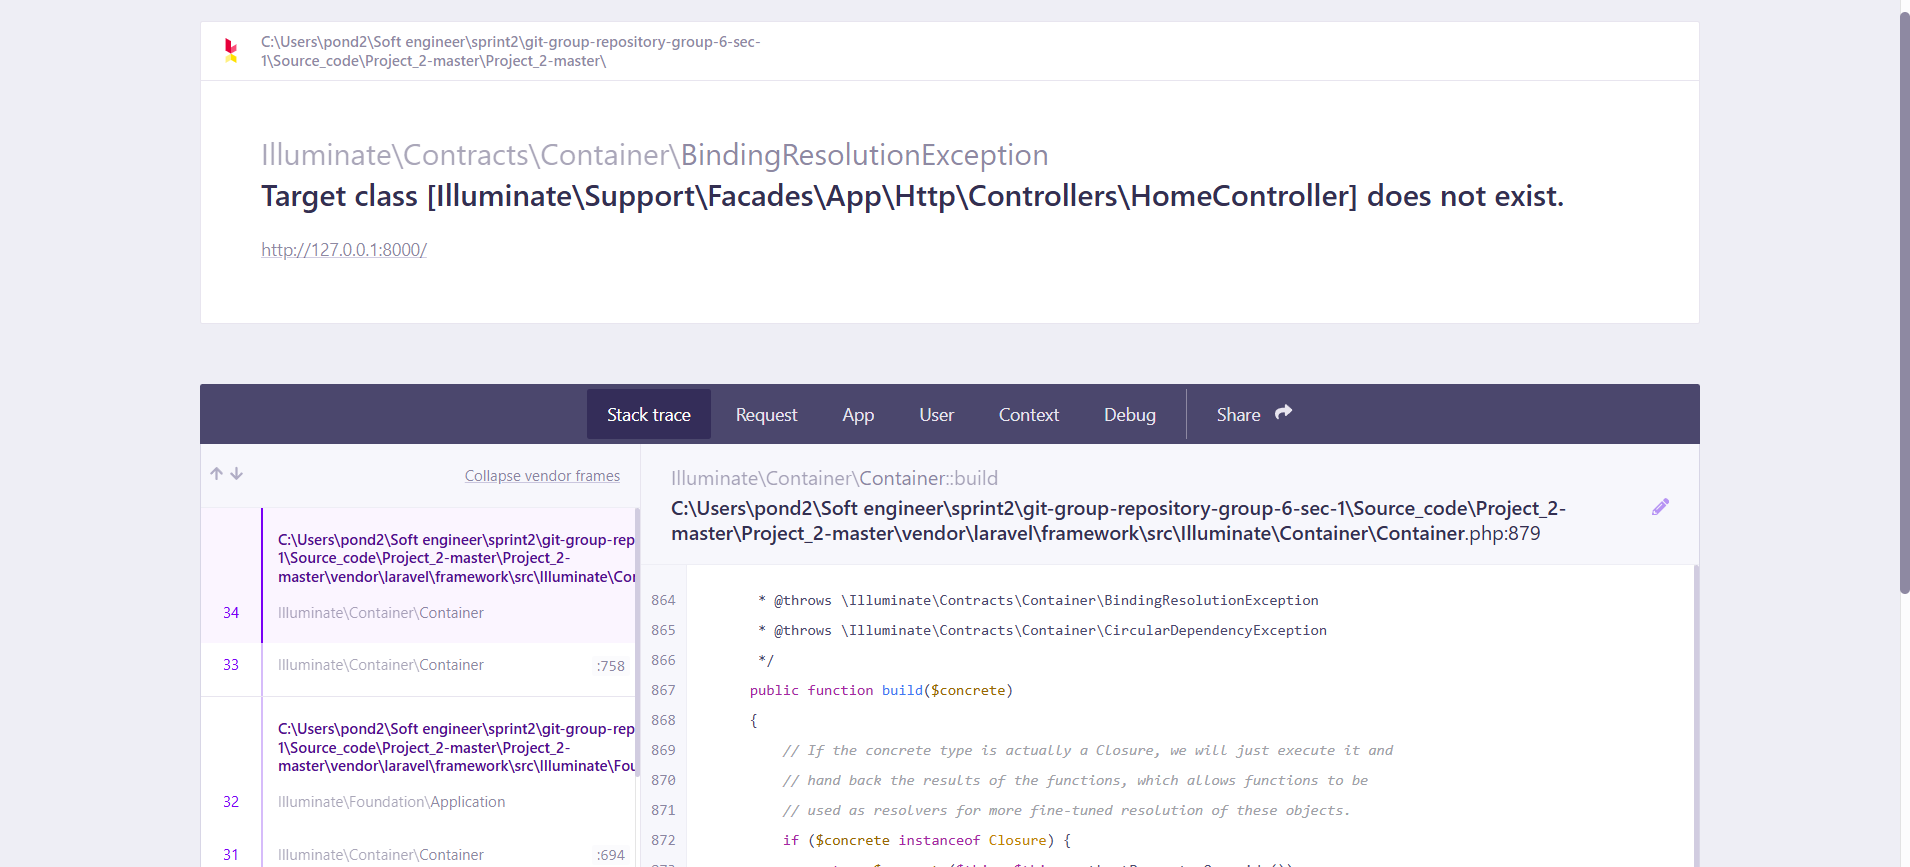 C:\Users\pond2\Soft engineer\sprint2\git-group-repository-group-6-sec-
1\Source_code\Project_2-master\Project_2-master\
Illuminate\Contracts\Container\BindingResolutionException
Target class [Illuminate\Support\Facades\App\Http\Controllers\HomeController] does not exist.
http://127.0.0.1:8000/
Stack trace Request App User Context Debug Share
Collapse vendor frames
C:\Users\pond2\Soft engineer\sprint2\git-group-rep
1\Source_code\Project_2-master\Project_2-
master\vendor\laravel\framework\src\Illuminate\Con
34 Illuminate\Container\Container
33 Illuminate\Container\Container :758
C:\Users\pond2\Soft engineer\sprint2\git-group-rep
1\Source_code\Project_2-master\Project_2-
master\vendor\laravel\framework\src\Illuminate\Fou
32 Illuminate\Foundation\Application
31 Illuminate\Container\Container :694
Illuminate\Container\Container::build
C:\Users\pond2\Soft engineer\sprint2\git-group-repository-group-6-sec-1\Source_code\Project_2-
master\Project_2-master\vendor\laravel\framework\src\Illuminate\Container\Container.php:879
864 * @throws \Illuminate\Contracts\Container\BindingResolutionException
865 * @throws \Illuminate\Contracts\Container\CircularDependencyException
866 */
867 public function build($concrete)
868 {
869 // If the concrete type is actually a Closure, we will just execute it and
870 // hand back the results of the functions, which allows functions to be
871 // used as resolvers for more fine-tuned resolution of these objects.
872 if ($concrete instanceof Closure) {